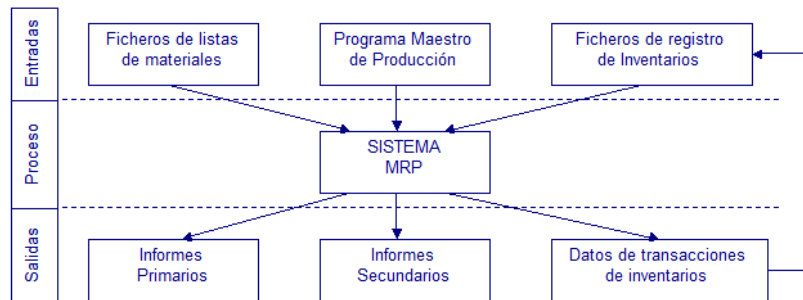 Entradas
Ficheros de listas
de materiales
Programa Maestro
de Producción
Ficheros de registro
de Inventarios
Proceso
SISTEMA
MRP
Salidas
Informes
Primarios
Informes
Secundarios
Datos de transacciones
de inventarios